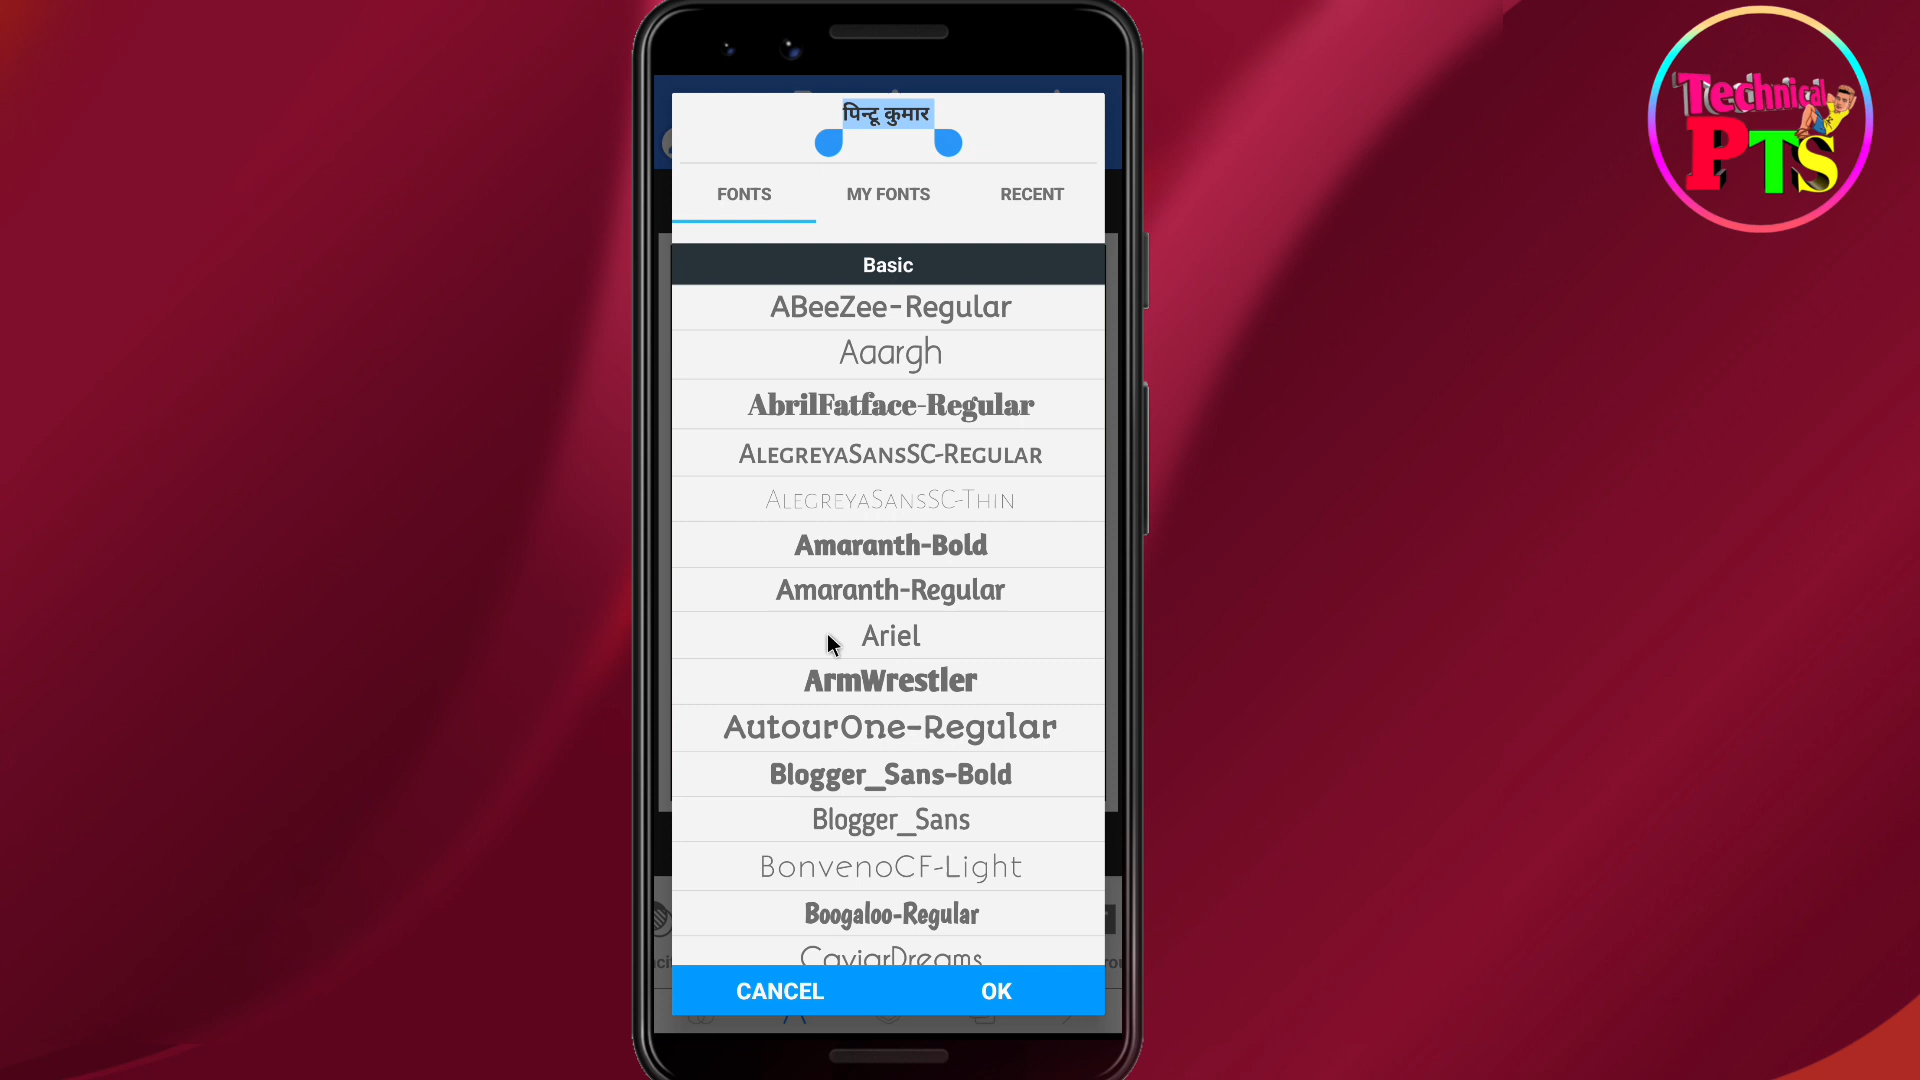 पिन्टू कुमार
FONTS
MY FONTS
RECENT
Basic
ABeeZee-Regular
Aaargh
AbrilFatface-Regular
AlegreyaSansSC-Regular
AlegreyaSansSC-Thin
Amaranth-Bold
Amaranth-Regular
Ariel
ArmWrestler
AutourOne-Regular
Blogger_Sans-Bold
Blogger_Sans
BonvenoCF-Light
Boogaloo-Regular
CaviarDreams
CANCEL
OK
Technical
PTS